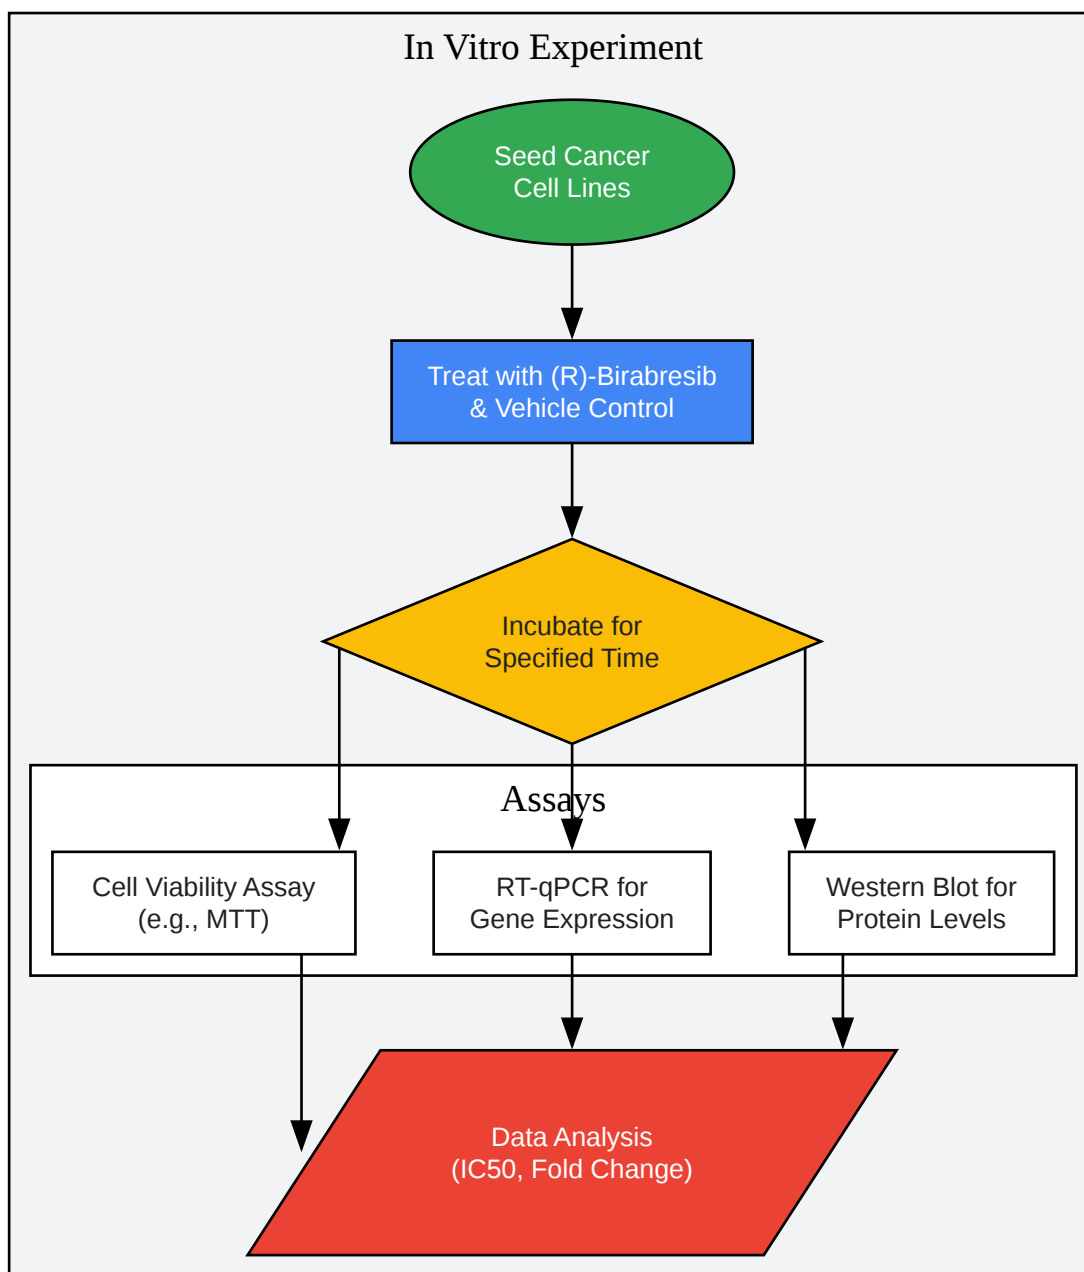 In Vitro Experiment
Seed Cancer
Cell Lines
Treat with (R)-Birabresib
& Vehicle Control
Incubate for
Specified Time
Assays
Cell Viability Assay
(e.g., MTT)
RT-qPCR for
Gene Expression
Western Blot for
Protein Levels
Data Analysis
(IC50, Fold Change)